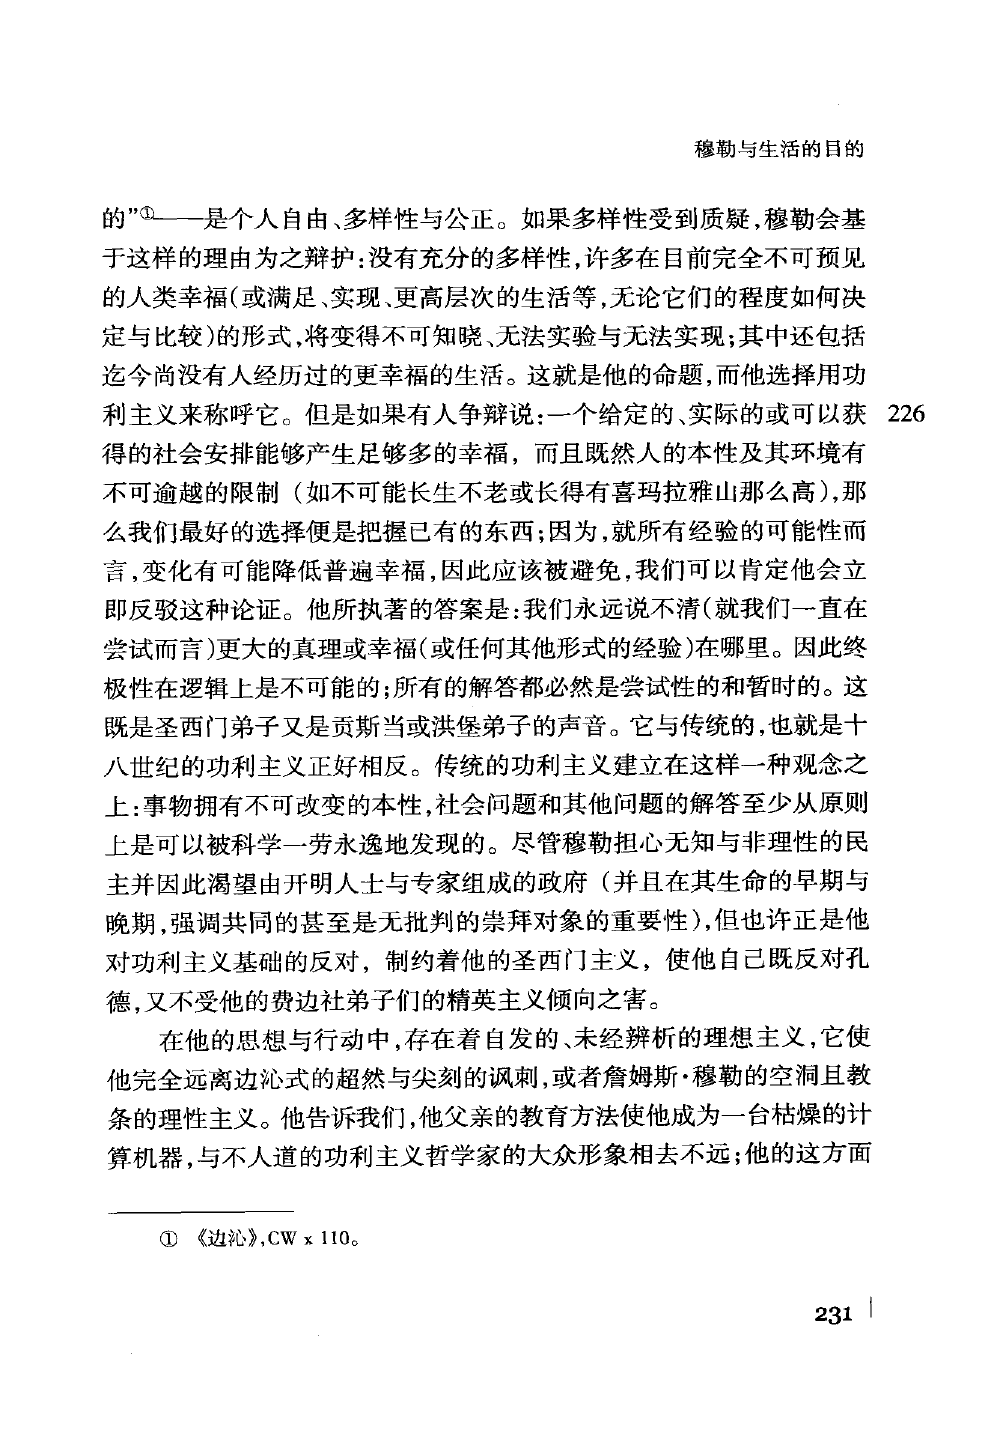 穆勒与生活的目的
的”①——是个人自由、多样性与公正。如果多样性受到质疑,穆勒会基
于这样的理由为之辩护:没有充分的多样性,许多在目前完全不可预见
的人类幸福(或满足、实现、更高层次的生活等,无论它们的程度如何决
定与比较)的形式,将变得不可知晓、无法实验与无法实现;其中还包括
迄今尚没有人经历过的更幸福的生活。这就是他的命题,而他选择用功
利主义来称呼它。但是如果有人争辩说:一个给定的、实际的或可以获 226
得的社会安排能够产生足够多的幸福，而且既然人的本性及其环境有
不可逾越的限制（如不可能长生不老或长得有喜玛拉雅山那么高）,那
么我们最好的选择便是把握已有的东西;因为,就所有经验的可能性而
言,变化有可能降低普遍幸福,因此应该被避免,我们可以肯定他会立
即反驳这种论证。他所执著的答案是:我们永远说不清(就我们一直在
尝试而言)更大的真理或幸福(或任何其他形式的经验)在哪里。因此终
极性在逻辑上是不可能的;所有的解答都必然是尝试性的和暂时的。这
既是圣西门弟子又是贡斯当或洪堡弟子的声音。它与传统的,也就是十
八世纪的功利主义正好相反。传统的功利主义建立在这样一种观念之
上:事物拥有不可改变的本性,社会问题和其他问题的解答至少从原则
上是可以被科学一劳永逸地发现的。尽管穆勒担心无知与非理性的民
主并因此渴望由开明人士与专家组成的政府（并且在其生命的早期与
晚期,强调共同的甚至是无批判的崇拜对象的重要性）,但也许正是他
对功利主义基础的反对，制约着他的圣西门主义，使他自己既反对孔
德,又不受他的费边社弟子们的精英主义倾向之害。
在他的思想与行动中,存在着自发的、未经辨析的理想主义,它使
他完全远离边沁式的超然与尖刻的讽刺,或者詹姆斯·穆勒的空洞且教
条的理性主义。他告诉我们,他父亲的教育方法使他成为一台枯燥的计
算机器,与不人道的功利主义哲学家的大众形象相去不远;他的这方面
① 《边沁》,CW x 110。
231